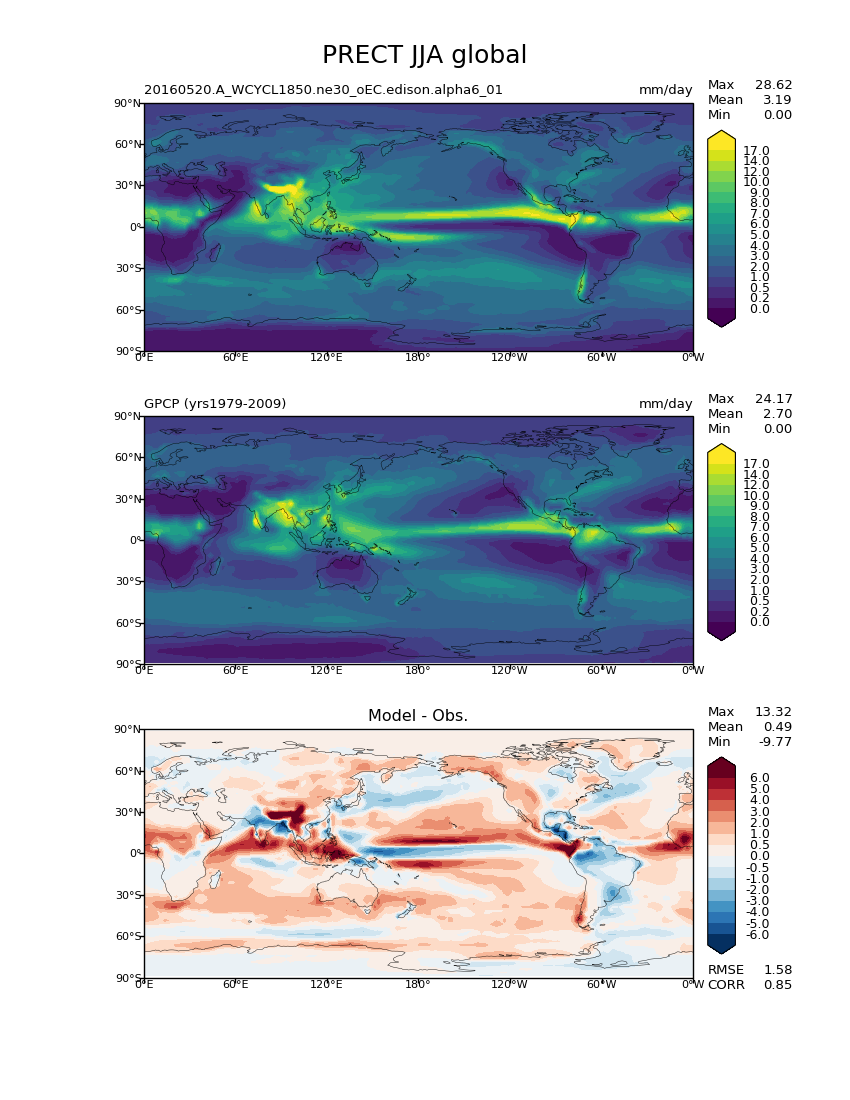 PRECT JJA global
20160520.A_WCYCL1850.ne30_oEC.edison.alpha6_01 mm/day
Max 28.62
Mean 3.19
Min 0.00
90°N
60°N
30°N
0°
30°S
60°S
90°S
0°E 60°E 120°E 180° 120°W 60°W 0°W
17.0
14.0
12.0
10.0
9.0
8.0
7.0
6.0
5.0
4.0
3.0
2.0
1.0
0.5
0.2
0.0
GPCP (yrs1979-2009) mm/day
Max 24.17
Mean 2.70
Min 0.00
90°N
60°N
30°N
0°
30°S
60°S
90°S
0°E 60°E 120°E 180° 120°W 60°W 0°W
17.0
14.0
12.0
10.0
9.0
8.0
7.0
6.0
5.0
4.0
3.0
2.0
1.0
0.5
0.2
0.0
Model - Obs.
Max 13.32
Mean 0.49
Min -9.77
90°N
60°N
30°N
0°
30°S
60°S
90°S
0°E 60°E 120°E 180° 120°W 60°W 0°W
6.0
5.0
4.0
3.0
2.0
1.0
0.5
0.0
-0.5
-1.0
-2.0
-3.0
-4.0
-5.0
-6.0
RMSE 1.58
CORR 0.85